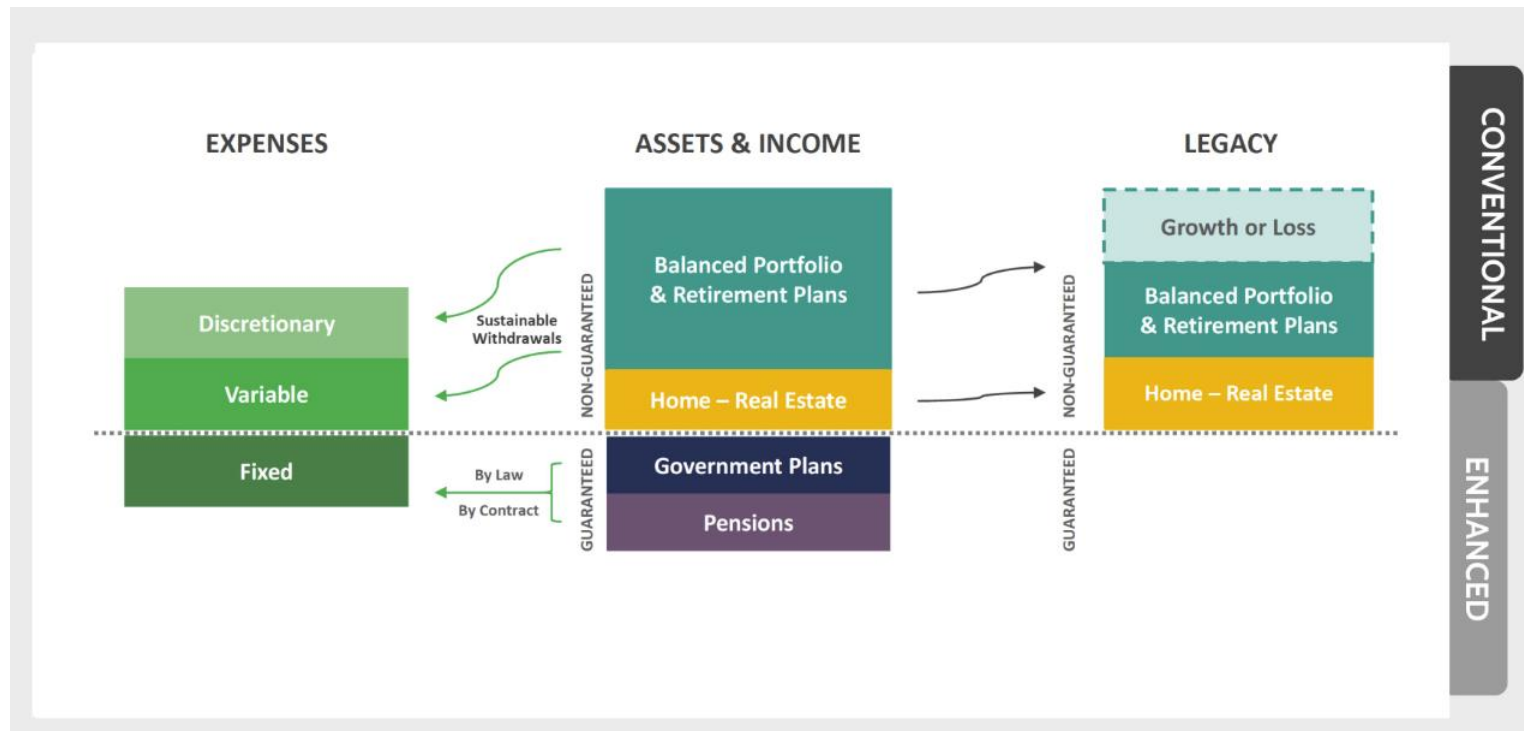 EXPENSES
ASSETS & INCOME
LEGACY
CONVENTIONAL
ENHANCED
Discretionary
Variable
Fixed
Sustainable
Withdrawals
By Law
By Contract
NON-GUARANTEED
GUARANTEED
Balanced Portfolio
& Retirement Plans
Home – Real Estate
Government Plans
Pensions
NON-GUARANTEED
GUARANTEED
Growth or Loss
Balanced Portfolio
& Retirement Plans
Home – Real Estate